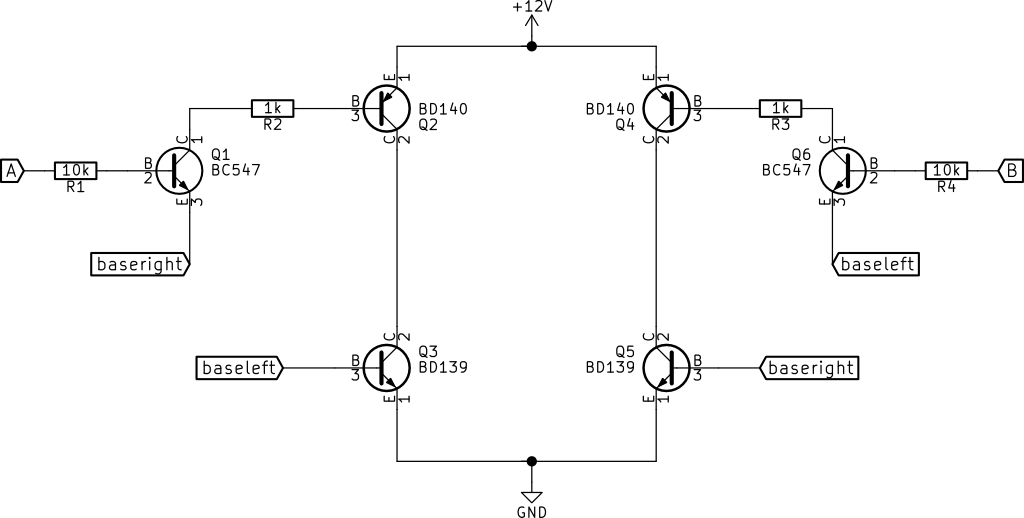 +12V
E 1
E 1
B
3
BD140
Q2
BD140
Q4
B
3
1k
R2
1k
R3
C 1
C 2
C 2
C 1
A
10k
R1
B
2
Q1
BC547
Q6
BC547
B
2
10k
R4
B
E 3
E 3
baseright
baseleft
C 2
C 2
baseleft
B
3
Q3
BD139
Q5
BD139
B
3
baseright
E 1
E 1
GND